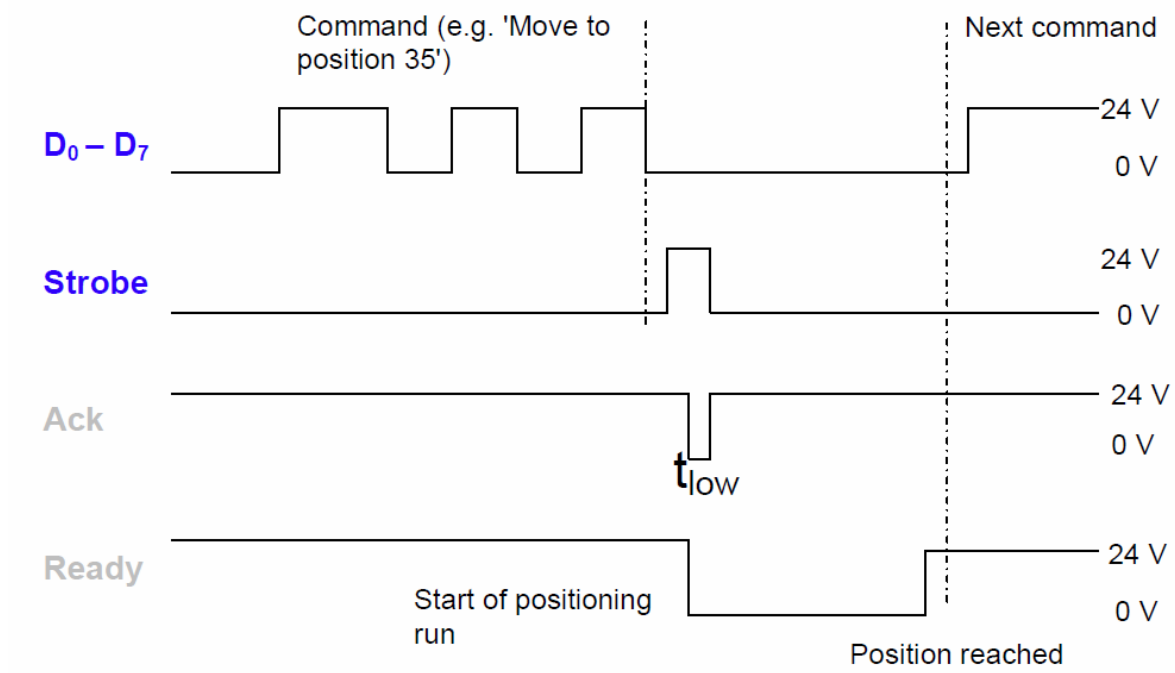 Command (e.g. 'Move to
position 35')
Next command
D₀ – D₇
24 V
0 V
Strobe
24 V
0 V
Ack
24 V
0 V
tlow
Ready
24 V
0 V
Start of positioning
run
Position reached